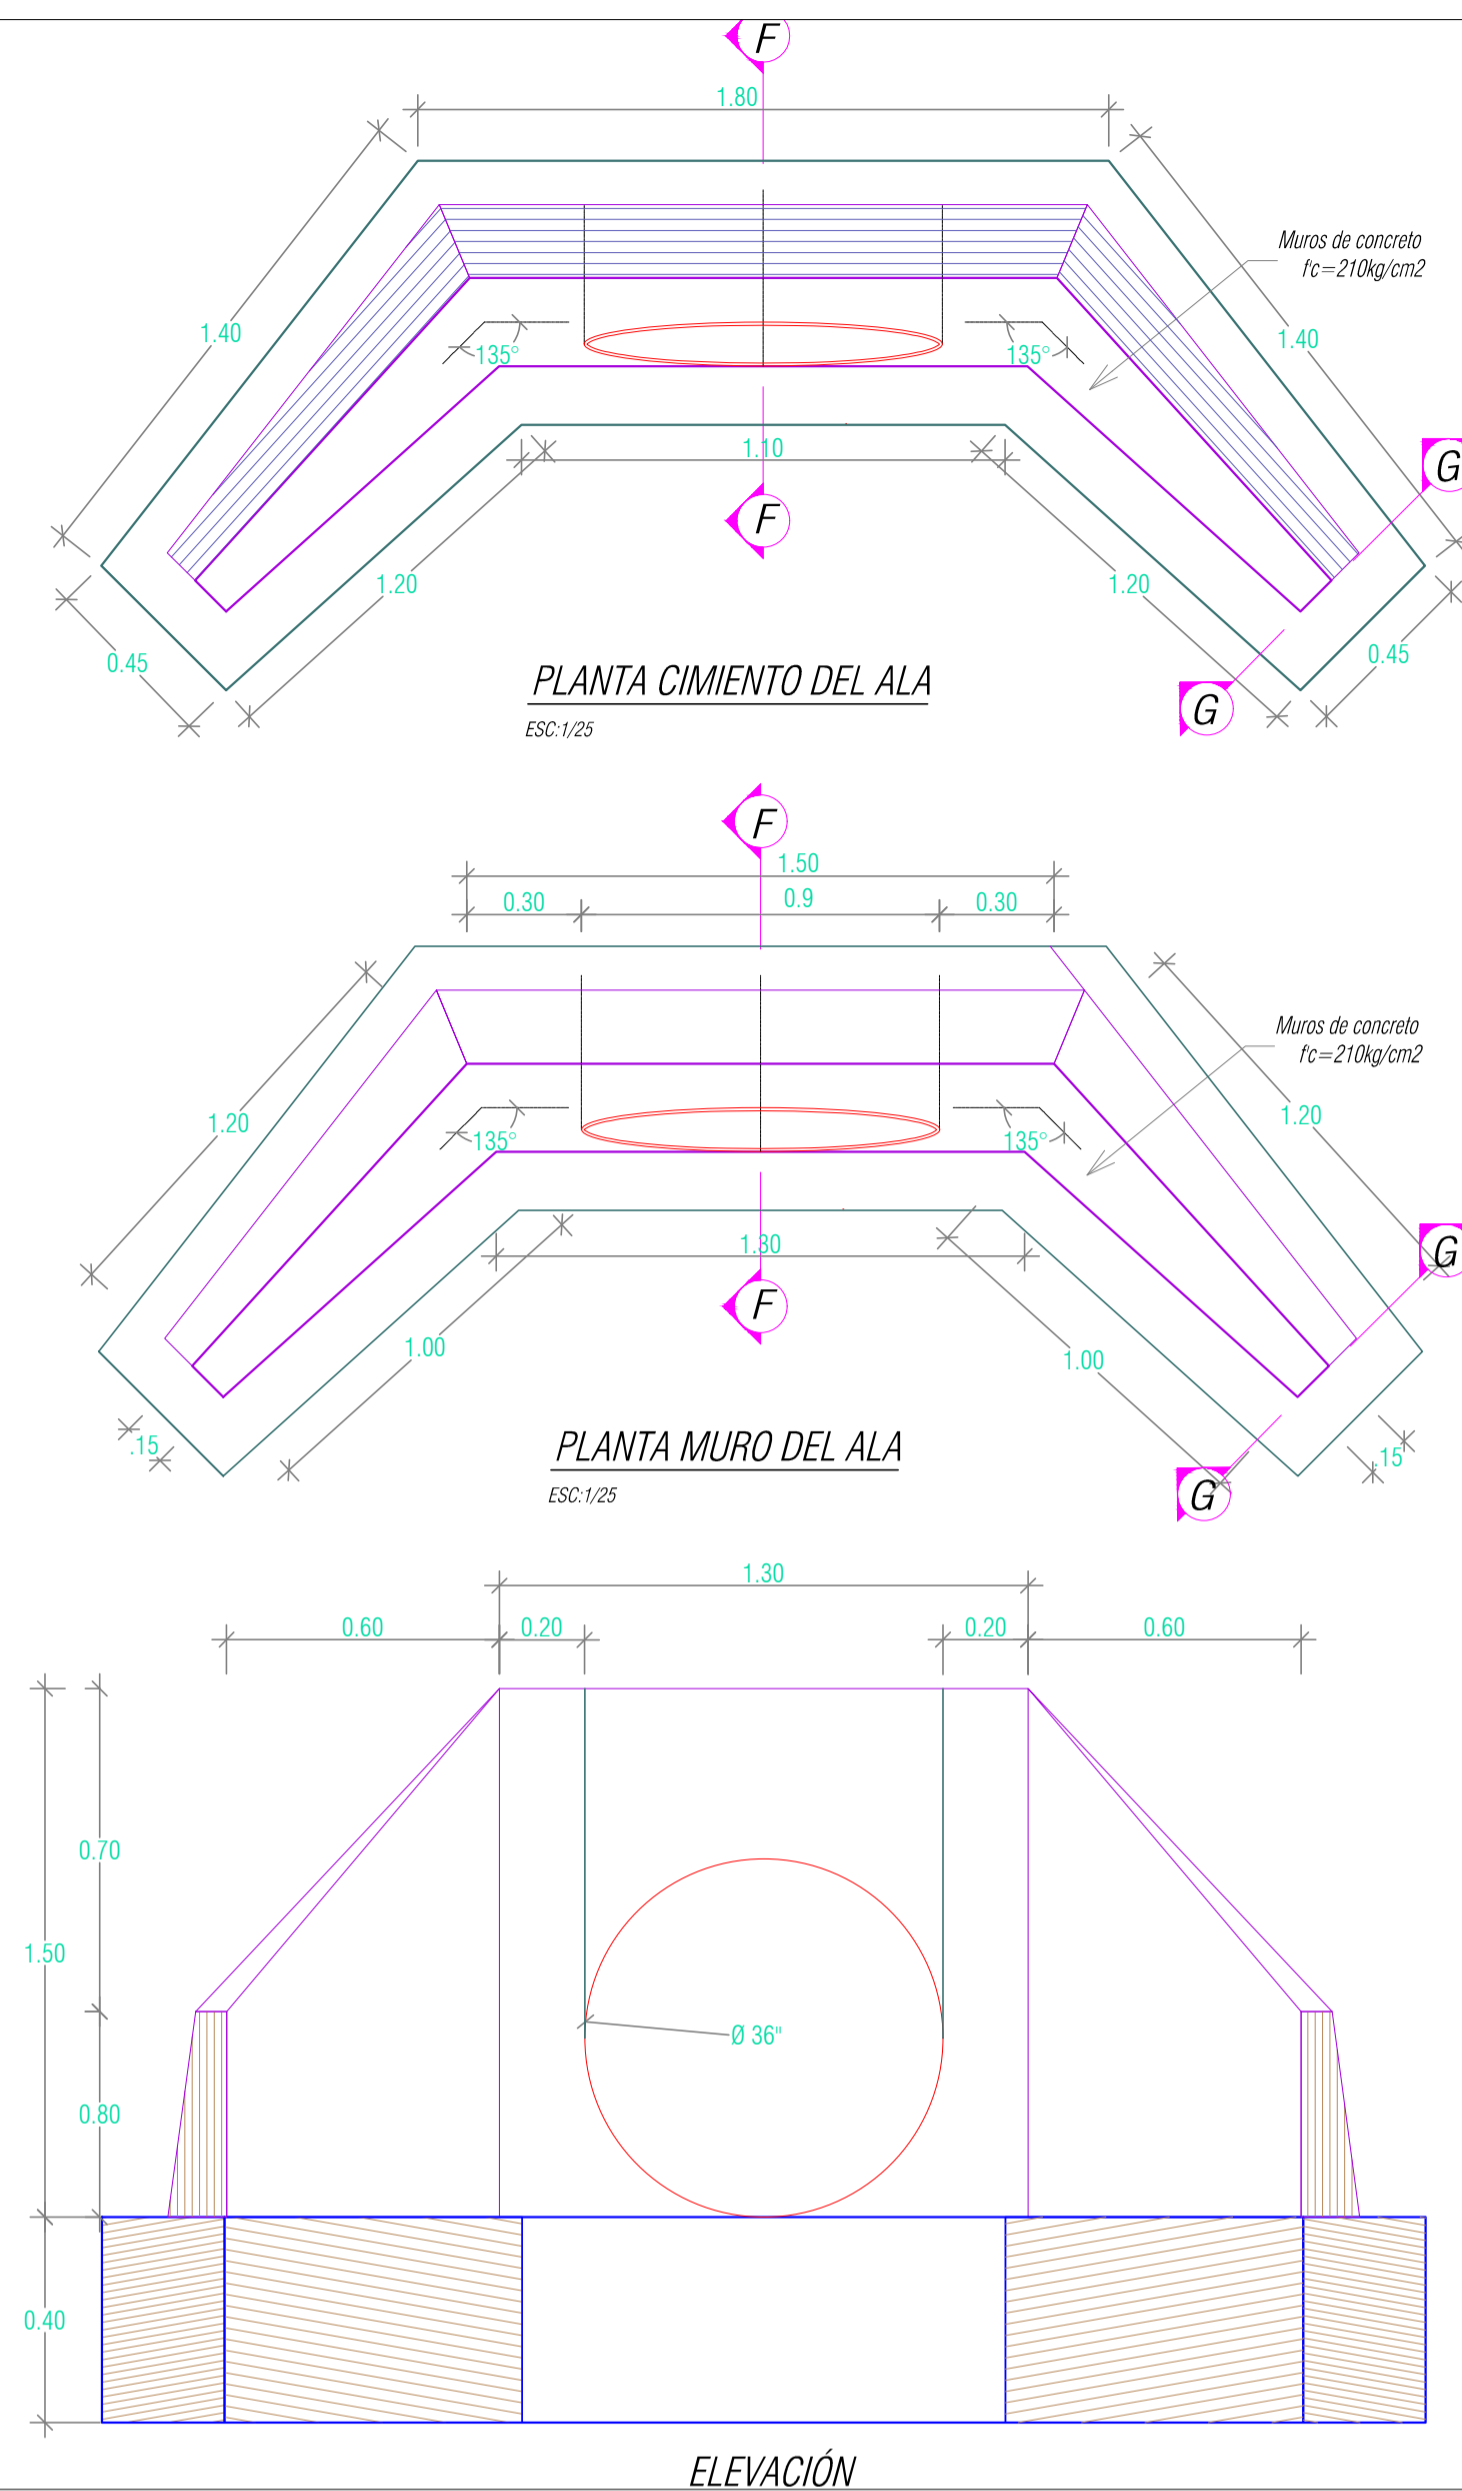 F
1.80
Muros de concreto
f'c=210kg/cm2
1.40
1.40
135°
135°
1.10
G
F
1.20
1.20
0.45
0.45
PLANTA CIMIENTO DEL ALA
G
ESC:1/25
F
1.50
0.30
0.9
0.30
Muros de concreto
f'c=210kg/cm2
1.20
1.20
135°
135°
1.30
G
F
1.00
1.00
.15
.15
PLANTA MURO DEL ALA
G
ESC:1/25
1.30
0.60
0.20
0.20
0.60
0.70
1.50
Ø 36"
0.80
0.40
ELEVACIÓN